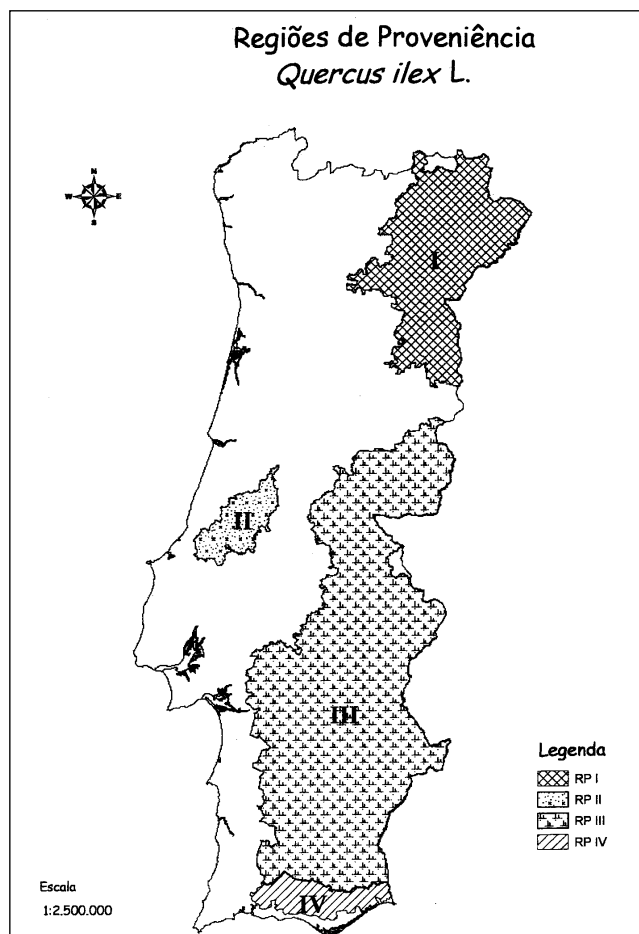 Regiões de Proveniência
Quercus ilex L.
N
W E
S
I
II
III
IV
Legenda
RP I
RP II
RP III
RP IV
Escala
1:2.500.000